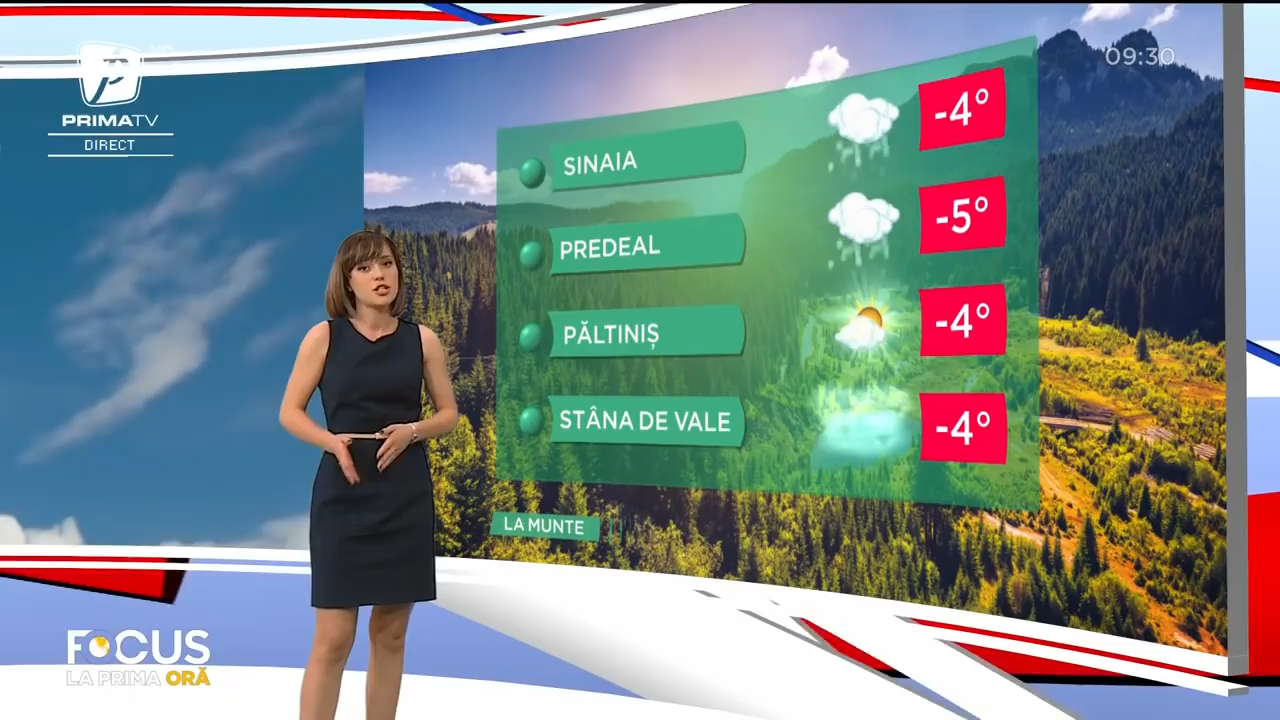 PRIMATV
DIRECT
09:30
SINAIA -4°
PREDEAL -5°
PĂLTINIȘ -4°
STÂNA DE VALE -4°
LA MUNTE
FOCUS
LA PRIMA ORĂ